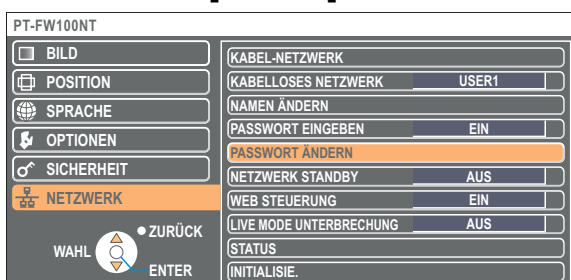 PT-FW100NT
BILD
POSITION
SPRACHE
OPTIONEN
SICHERHEIT
NETZWERK
ZURÜCK
WAHL
ENTER
KABEL-NETZWERK
KABELLOSES NETZWERK USER1
NAMEN ÄNDERN
PASSWORT EINGEBEN EIN
PASSWORT ÄNDERN
NETZWERK STANDBY AUS
WEB STEUERUNG EIN
LIVE MODE UNTERBRECHUNG AUS
STATUS
INITIALISIE.